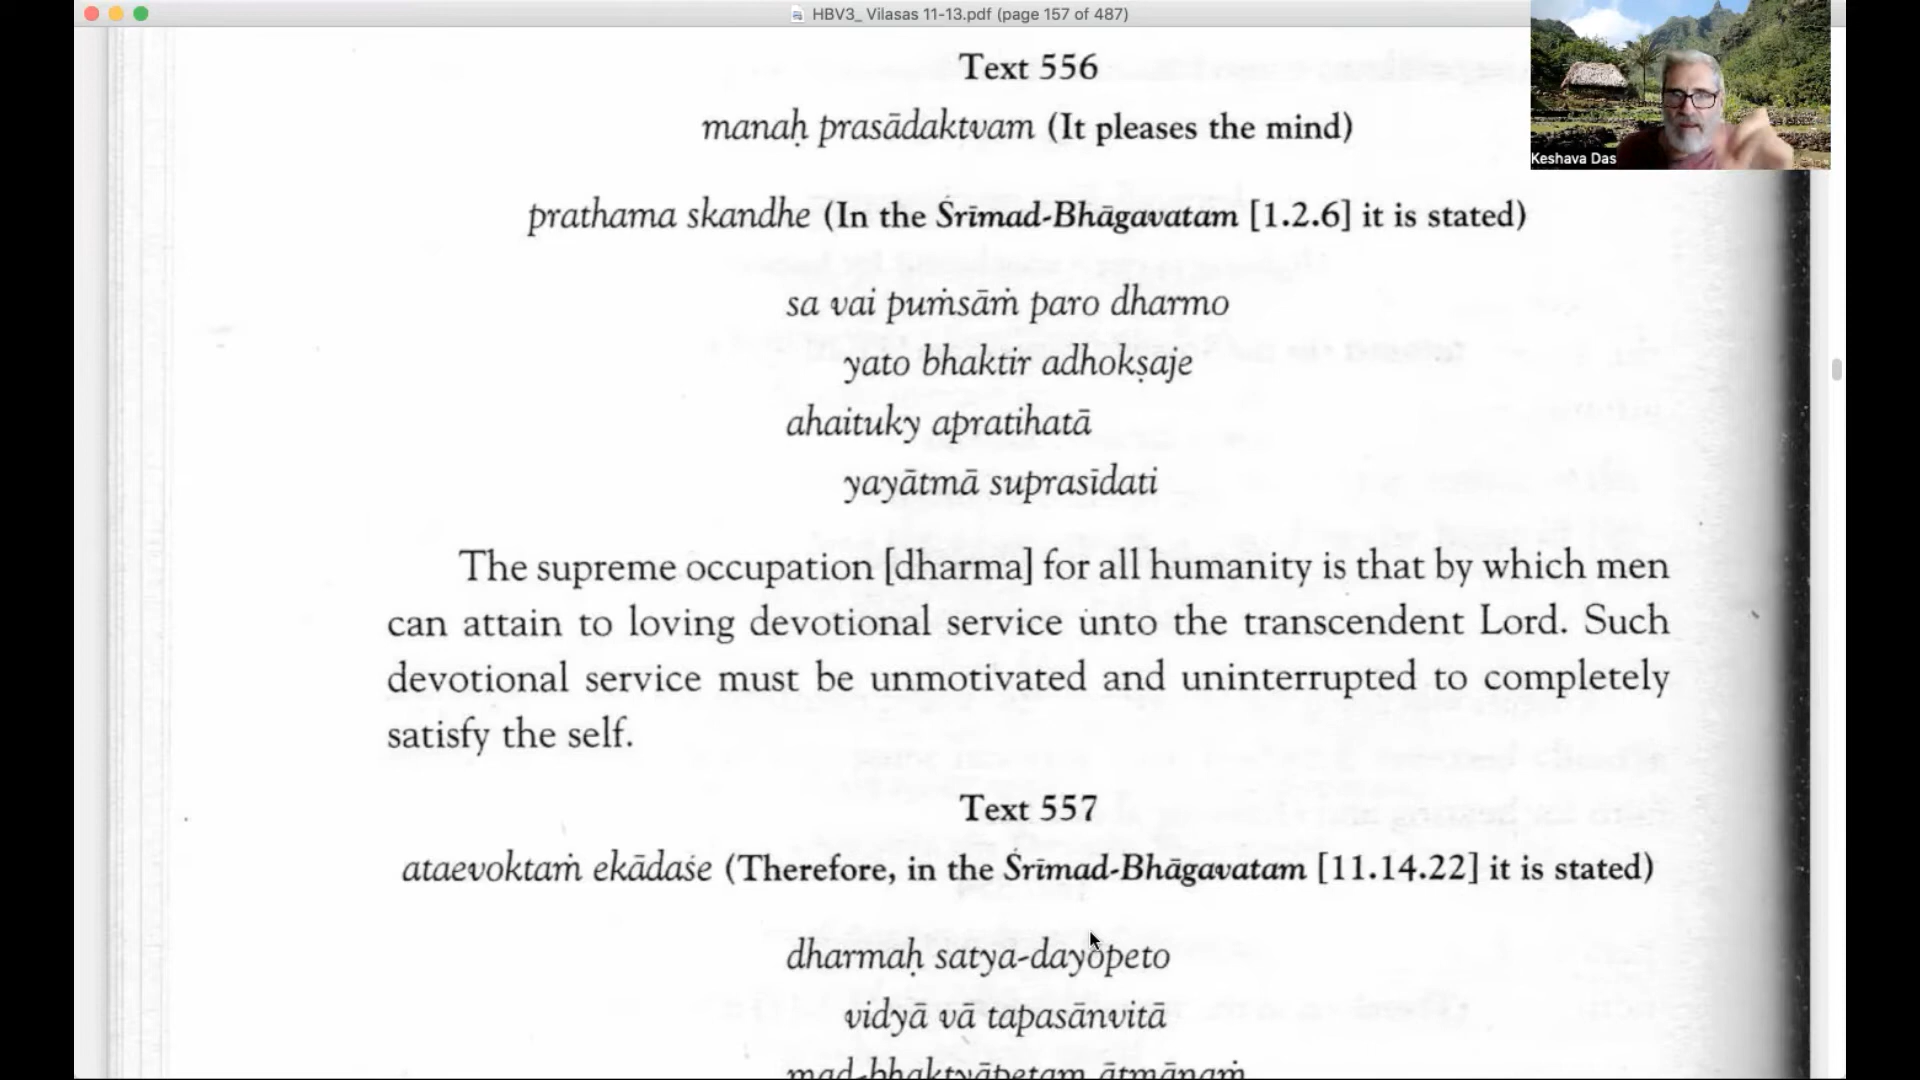 HBV3_ Vilasas 11-13.pdf (page 157 of 487)
Text 556
manaḥ prasādaktvam (It pleases the mind)
Keshava Das
prathama skandhe (In the Śrīmad-Bhāgavatam [1.2.6] it is stated)
sa vai puṁsāṁ paro dharmo
yato bhaktir adhokṣaje
ahaituky apratihatā
yayātmā suprasīdati
The supreme occupation [dharma] for all humanity is that by which men
can attain to loving devotional service unto the transcendent Lord. Such
devotional service must be unmotivated and uninterrupted to completely
satisfy the self.
Text 557
ataevoktaṁ ekādaśe (Therefore, in the Śrīmad-Bhāgavatam [11.14.22] it is stated)
dharmaḥ satya-dayopeto
vidyā vā tapasānvitā
mad-bhaktyāpetam ātmānaṁ